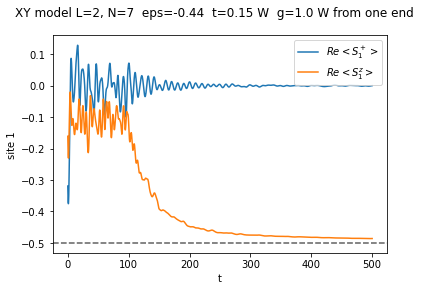 XY model L=2, N=7 eps=-0.44 t=0.15 W g=1.0 W from one end
Re<S₁⁺>
Re<S₁ᶻ>
0.1
0.0
−0.1
−0.2
−0.3
−0.4
−0.5
site 1
0 100 200 300 400 500
t